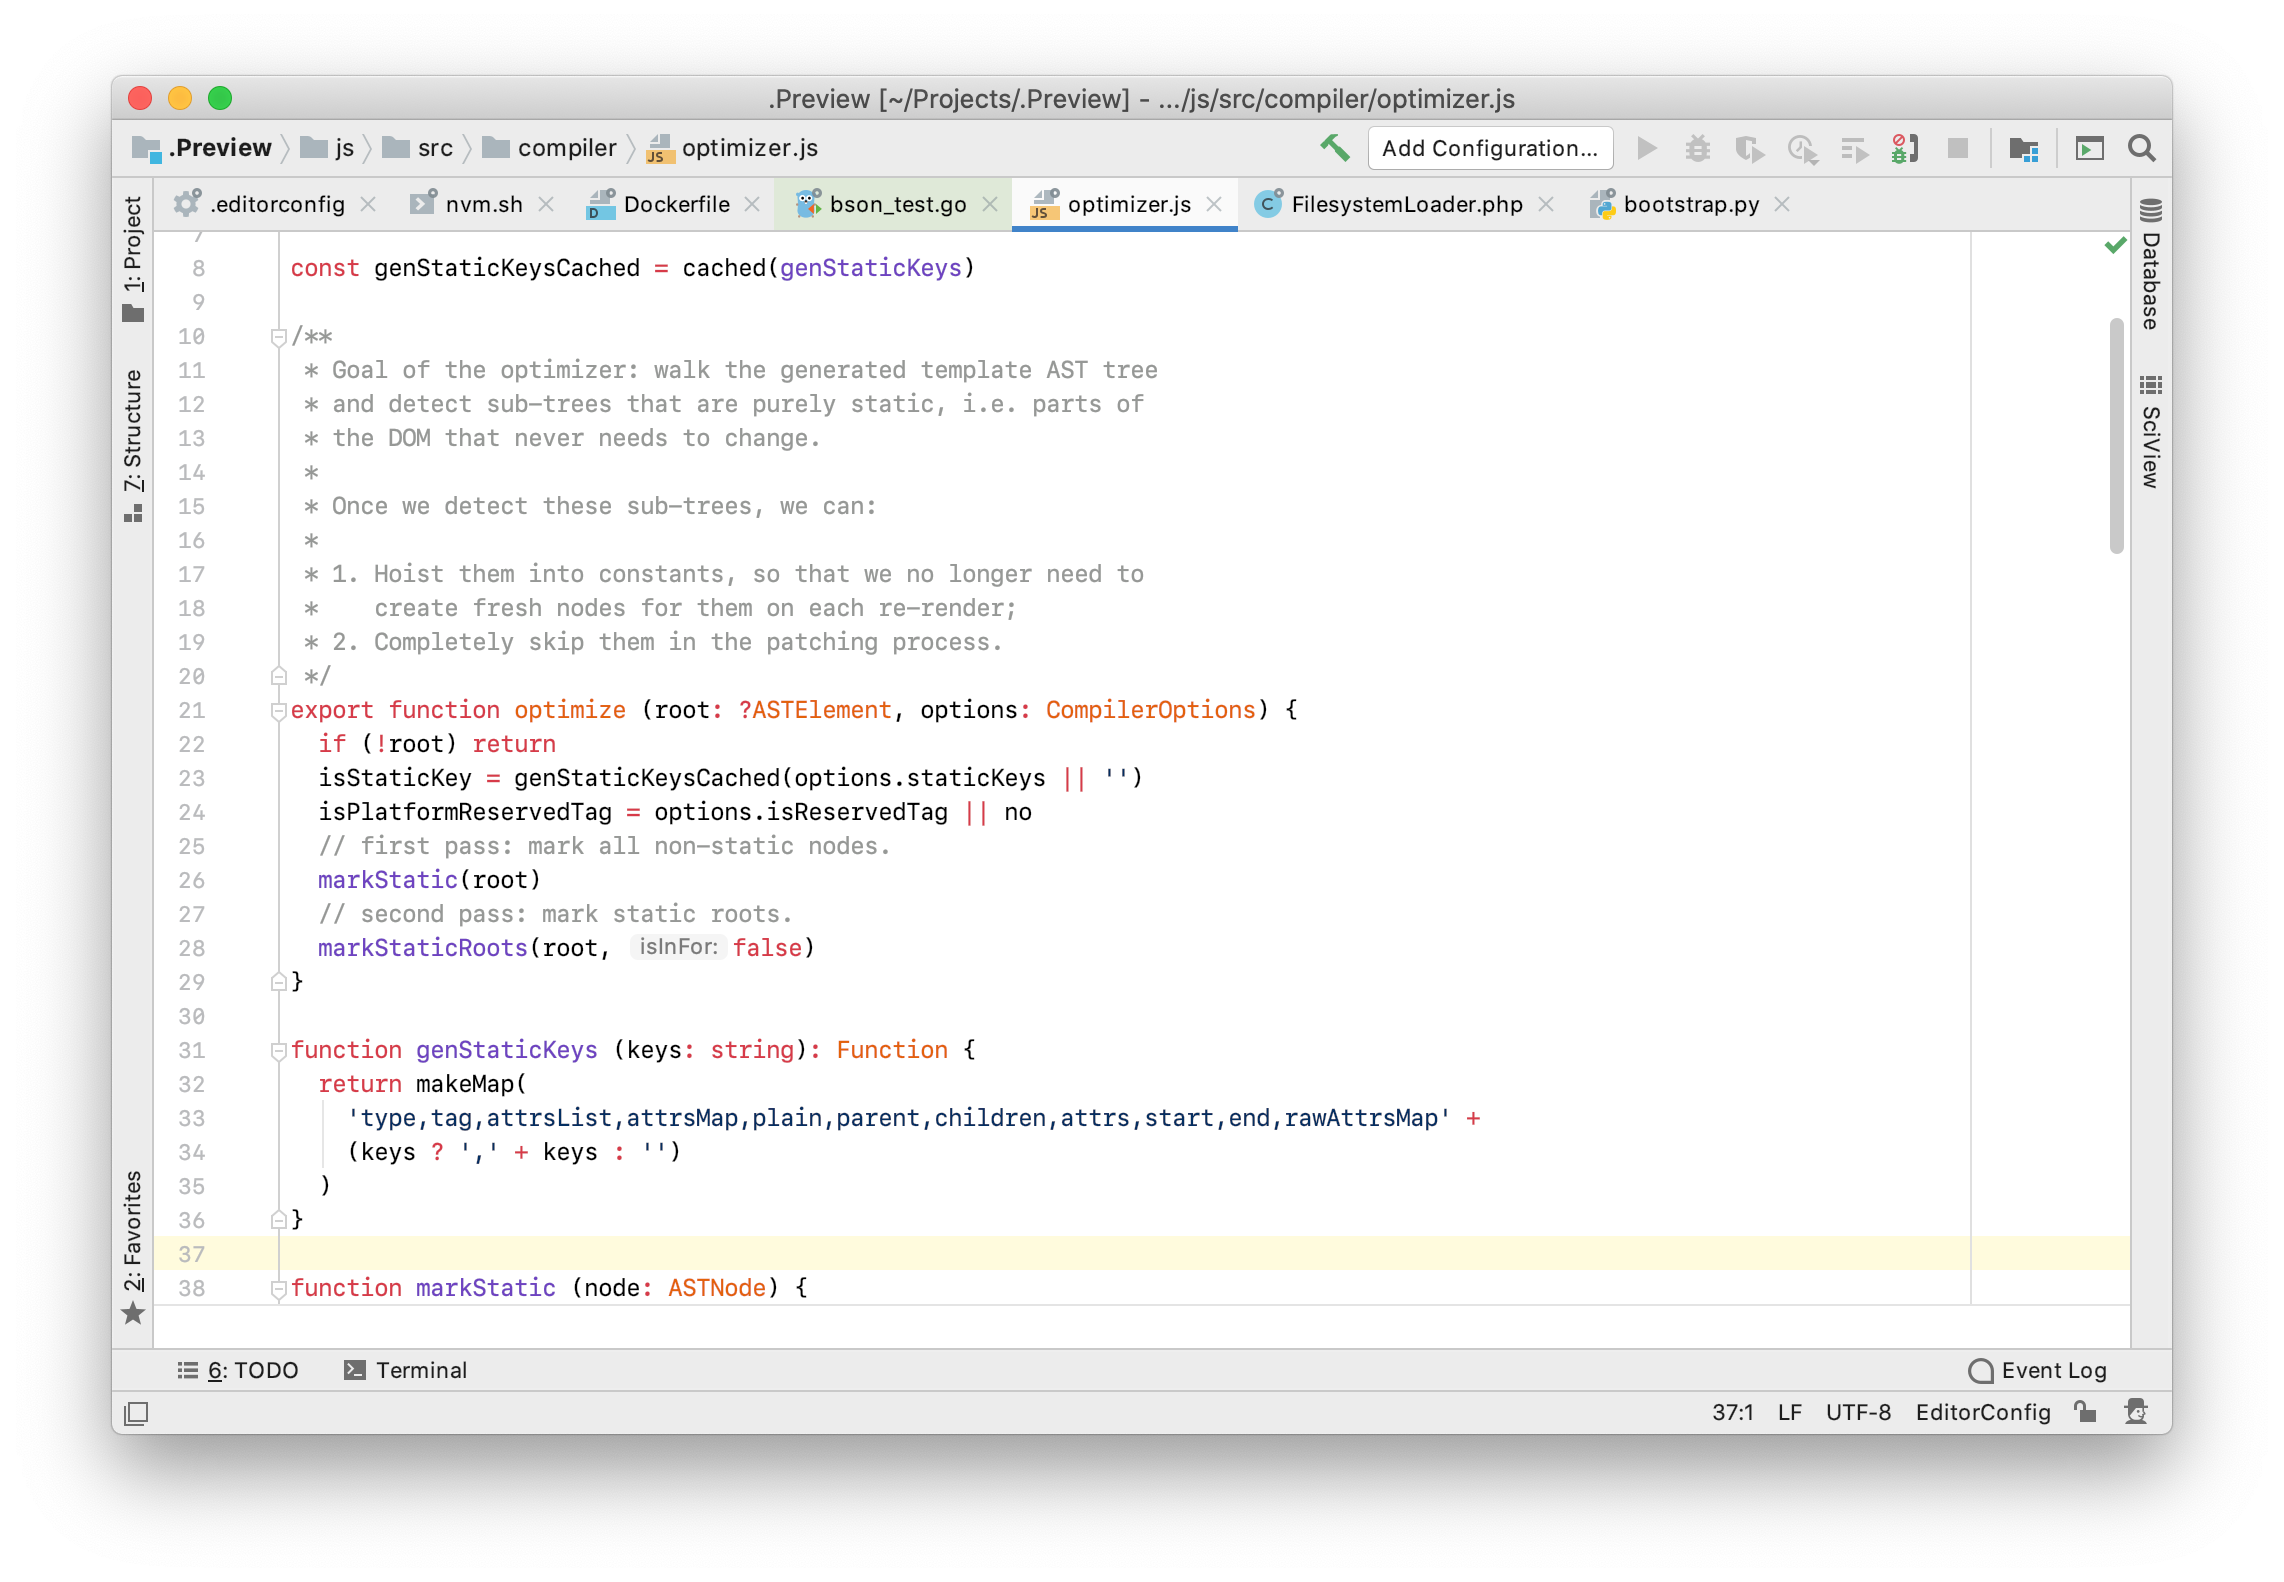 .Preview [~/Projects/.Preview] - .../js/src/compiler/optimizer.js
.Preview js src compiler optimizer.js Add Configuration...
.editorconfig nvm.sh Dockerfile bson_test.go optimizer.js FilesystemLoader.php bootstrap.py
1: Project
7: Structure
2: Favorites
7
8 const genStaticKeysCached = cached(genStaticKeys)
9
10 /**
11 * Goal of the optimizer: walk the generated template AST tree
12 * and detect sub-trees that are purely static, i.e. parts of
13 * the DOM that never needs to change.
14 *
15 * Once we detect these sub-trees, we can:
16 *
17 * 1. Hoist them into constants, so that we no longer need to
18 *    create fresh nodes for them on each re-render;
19 * 2. Completely skip them in the patching process.
20 */
21 export function optimize (root: ?ASTElement, options: CompilerOptions) {
22   if (!root) return
23   isStaticKey = genStaticKeysCached(options.staticKeys || '')
24   isPlatformReservedTag = options.isReservedTag || no
25   // first pass: mark all non-static nodes.
26   markStatic(root)
27   // second pass: mark static roots.
28   markStaticRoots(root, isInFor: false)
29 }
30
31 function genStaticKeys (keys: string): Function {
32   return makeMap(
33     'type,tag,attrsList,attrsMap,plain,parent,children,attrs,start,end,rawAttrsMap' +
34     (keys ? ',' + keys : '')
35   )
36 }
37
38 function markStatic (node: ASTNode) {
Database
SciView
6: TODO Terminal Event Log
37:1 LF UTF-8 EditorConfig